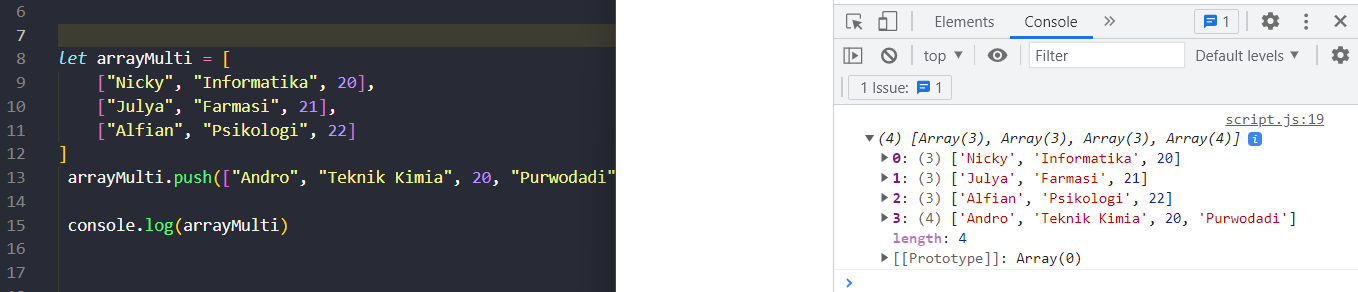 6
7
8 let arrayMulti = [
9 ["Nicky", "Informatika", 20],
10 ["Julya", "Farmasi", 21],
11 ["Alfian", "Psikologi", 22]
12 ]
13 arrayMulti.push(["Andro", "Teknik Kimia", 20, "Purwodadi"
14
15 console.log(arrayMulti)
16
17
Elements Console » 1
top ▼ Filter Default levels ▼
1 Issue: 1
script.js:19
▼(4) [Array(3), Array(3), Array(3), Array(4)] i
▶0: (3) ['Nicky', 'Informatika', 20]
▶1: (3) ['Julya', 'Farmasi', 21]
▶2: (3) ['Alfian', 'Psikologi', 22]
▶3: (4) ['Andro', 'Teknik Kimia', 20, 'Purwodadi']
length: 4
▶[[Prototype]]: Array(0)
>